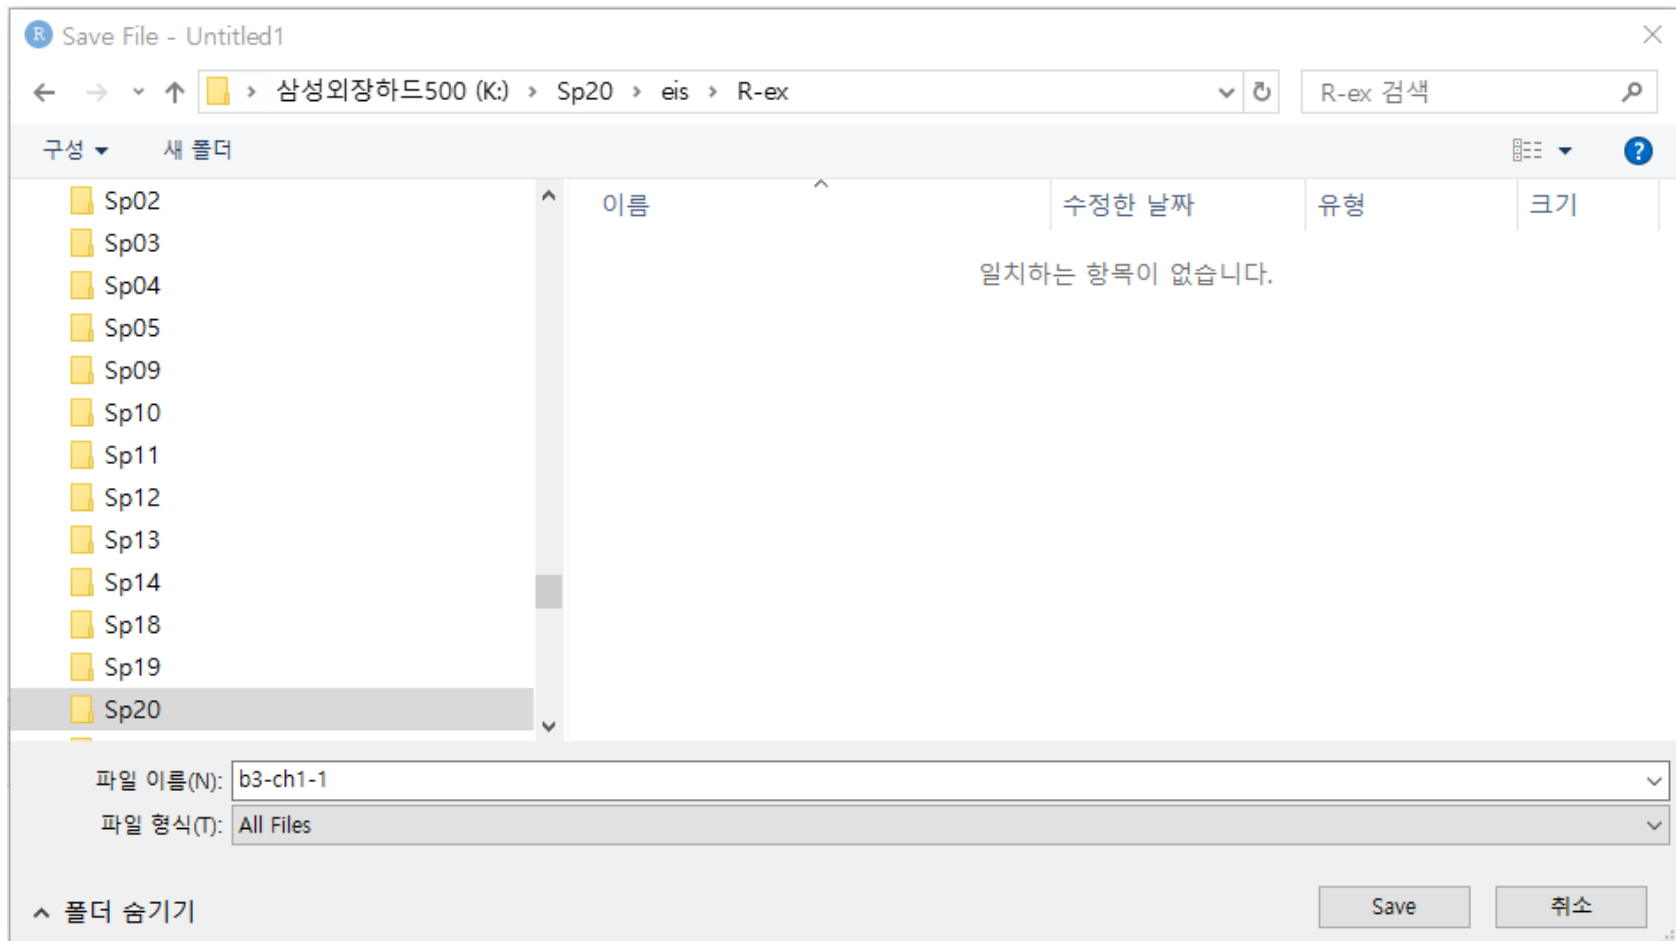 R Save File - Untitled1
삼성외장하드500 (K:) > Sp20 > eis > R-ex
R-ex 검색
구성 새 폴더
?
Sp02
Sp03
Sp04
Sp05
Sp09
Sp10
Sp11
Sp12
Sp13
Sp14
Sp18
Sp19
Sp20
이름 수정한 날짜 유형 크기
일치하는 항목이 없습니다.
파일 이름(N): b3-ch1-1
파일 형식(T): All Files
폴더 숨기기
Save 취소